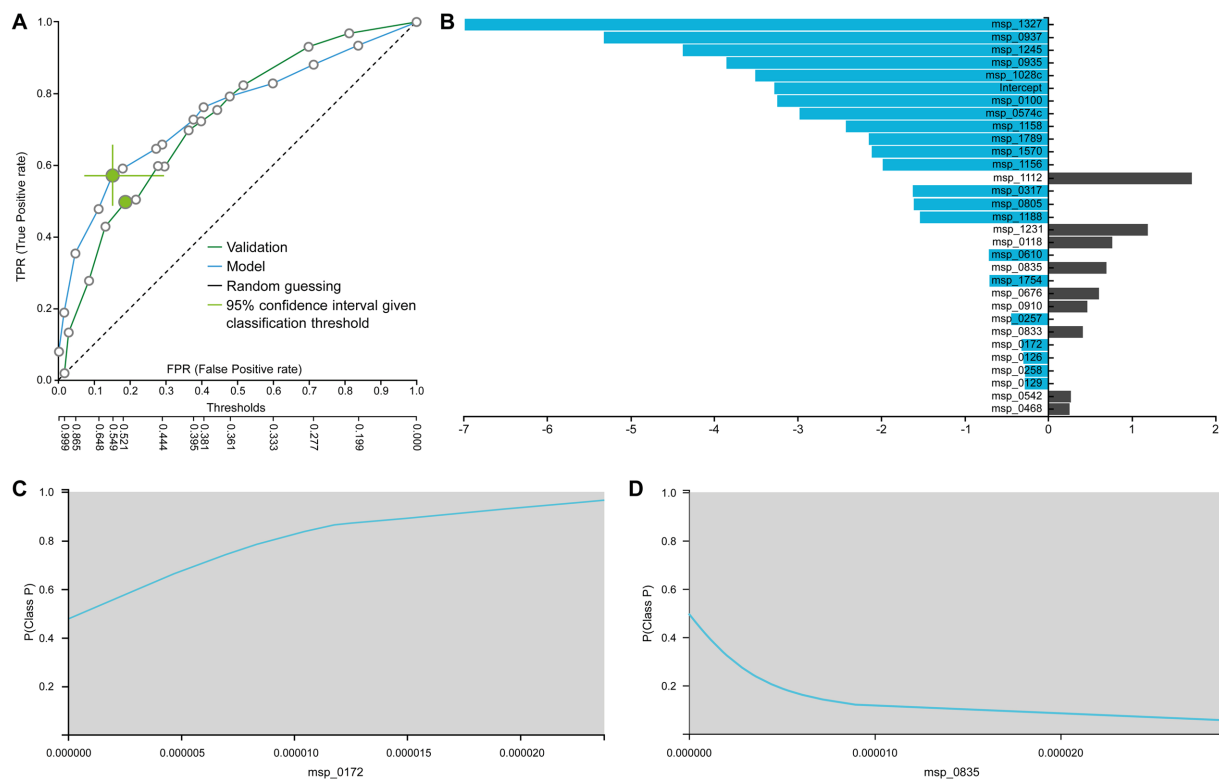 A
1.0
0.8
0.6
0.4
0.2
0.0
TPR (True Positive rate)
Validation
Model
Random guessing
95% confidence interval given
classification threshold
FPR (False Positive rate)
0.0
0.1
0.2
0.3
0.4
0.5
0.6
0.7
0.8
0.9
1.0
Thresholds
0.999
0.865
0.648
0.549
0.521
0.444
0.395
0.381
0.361
0.333
0.277
0.199
0.000
B
msp_1327
msp_0937
msp_1245
msp_0935
msp_1028c
Intercept
msp_0100
msp_0574c
msp_1158
msp_1789
msp_1570
msp_1156
msp_1112
msp_0317
msp_0805
msp_1188
msp_1231
msp_0118
msp_0610
msp_0835
msp_1754
msp_0676
msp_0910
msp_0257
msp_0833
msp_0172
msp_0126
msp_0258
msp_0129
msp_0542
msp_0468
-7
-5
-4
-3
-2
-1
0
1
2
C
1.0
0.8
0.6
0.4
0.2
P(Class P)
0.000000
0.000005
0.000010
0.000015
0.000020
msp_0172
D
1.0
0.8
0.6
0.4
0.2
P(Class P)
0.000000
0.000010
0.000020
msp_0835